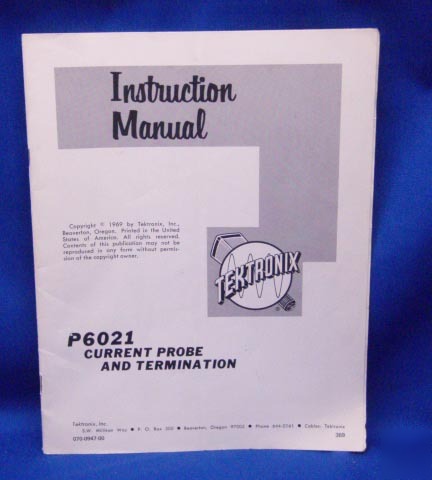 Instruction
Manual
Copyright © 1969 by Tektronix, Inc.,
Beaverton, Oregon. Printed in the United
States of America. All rights reserved.
Contents of this publication may not be
reproduced in any form without permis-
sion of the copyright owner.
TEKTRONIX
®
P6021
CURRENT PROBE
AND TERMINATION
Tektronix, Inc.
S.W. Millikan Way ● P. O. Box 500 ● Beaverton, Oregon 97005 ● Phone 644-0161 ● Cables: Tektronix
070-0947-00
369